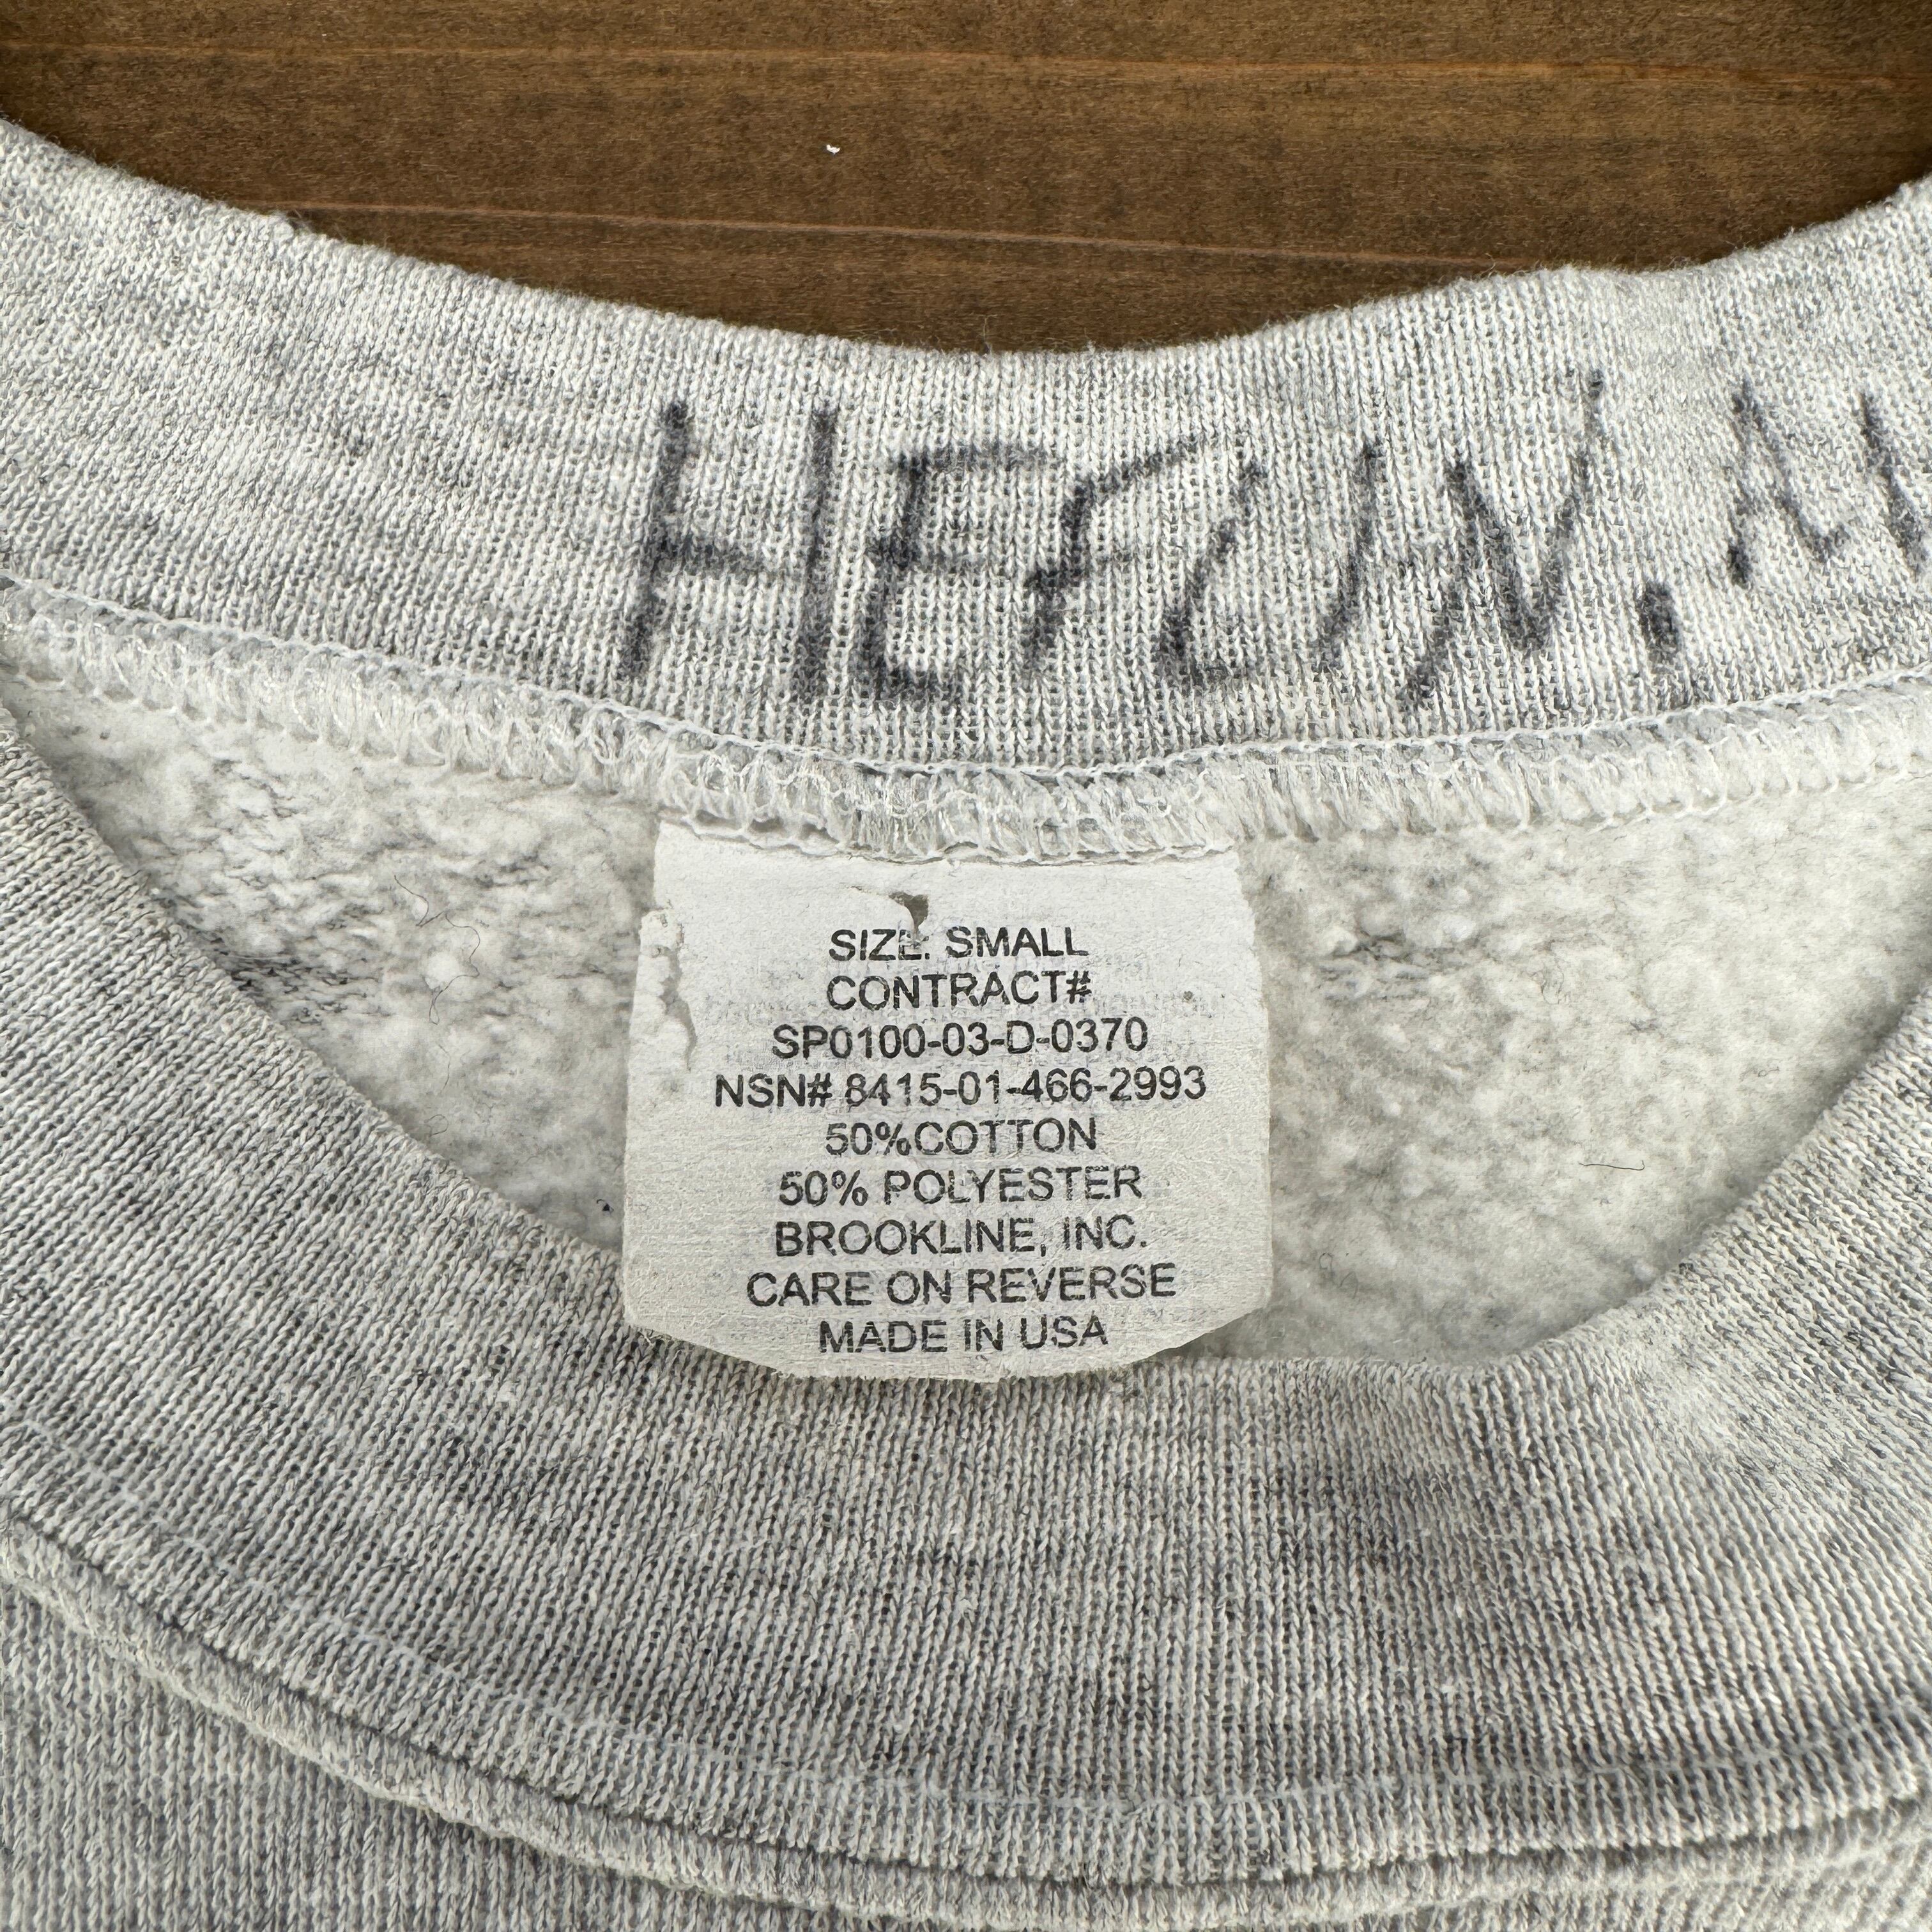 SIZE: SMALL
CONTRACT#
SP0100-03-D-0370
NSN# 8415-01-466-2993
50%COTTON
50% POLYESTER
BROOKLINE, INC.
CARE ON REVERSE
MADE IN USA